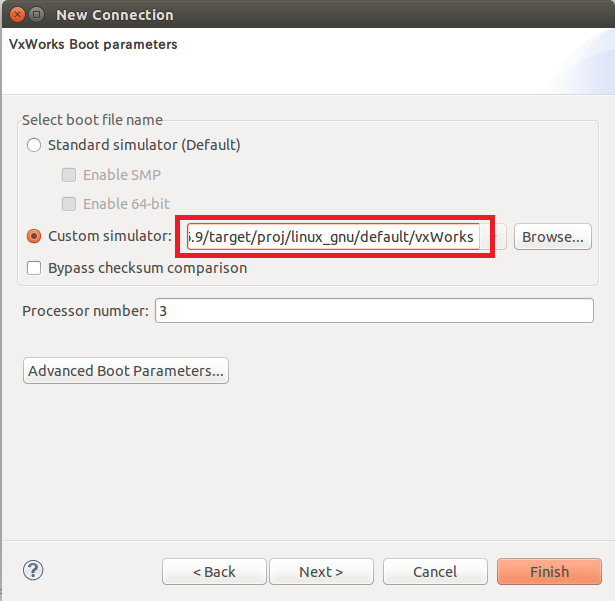 New Connection
VxWorks Boot parameters
Select boot file name
Standard simulator (Default)
Enable SMP
Enable 64-bit
Custom simulator: 6.9/target/proj/linux_gnu/default/vxWorks Browse...
Bypass checksum comparison
Processor number: 3
Advanced Boot Parameters...
? < Back Next > Cancel Finish